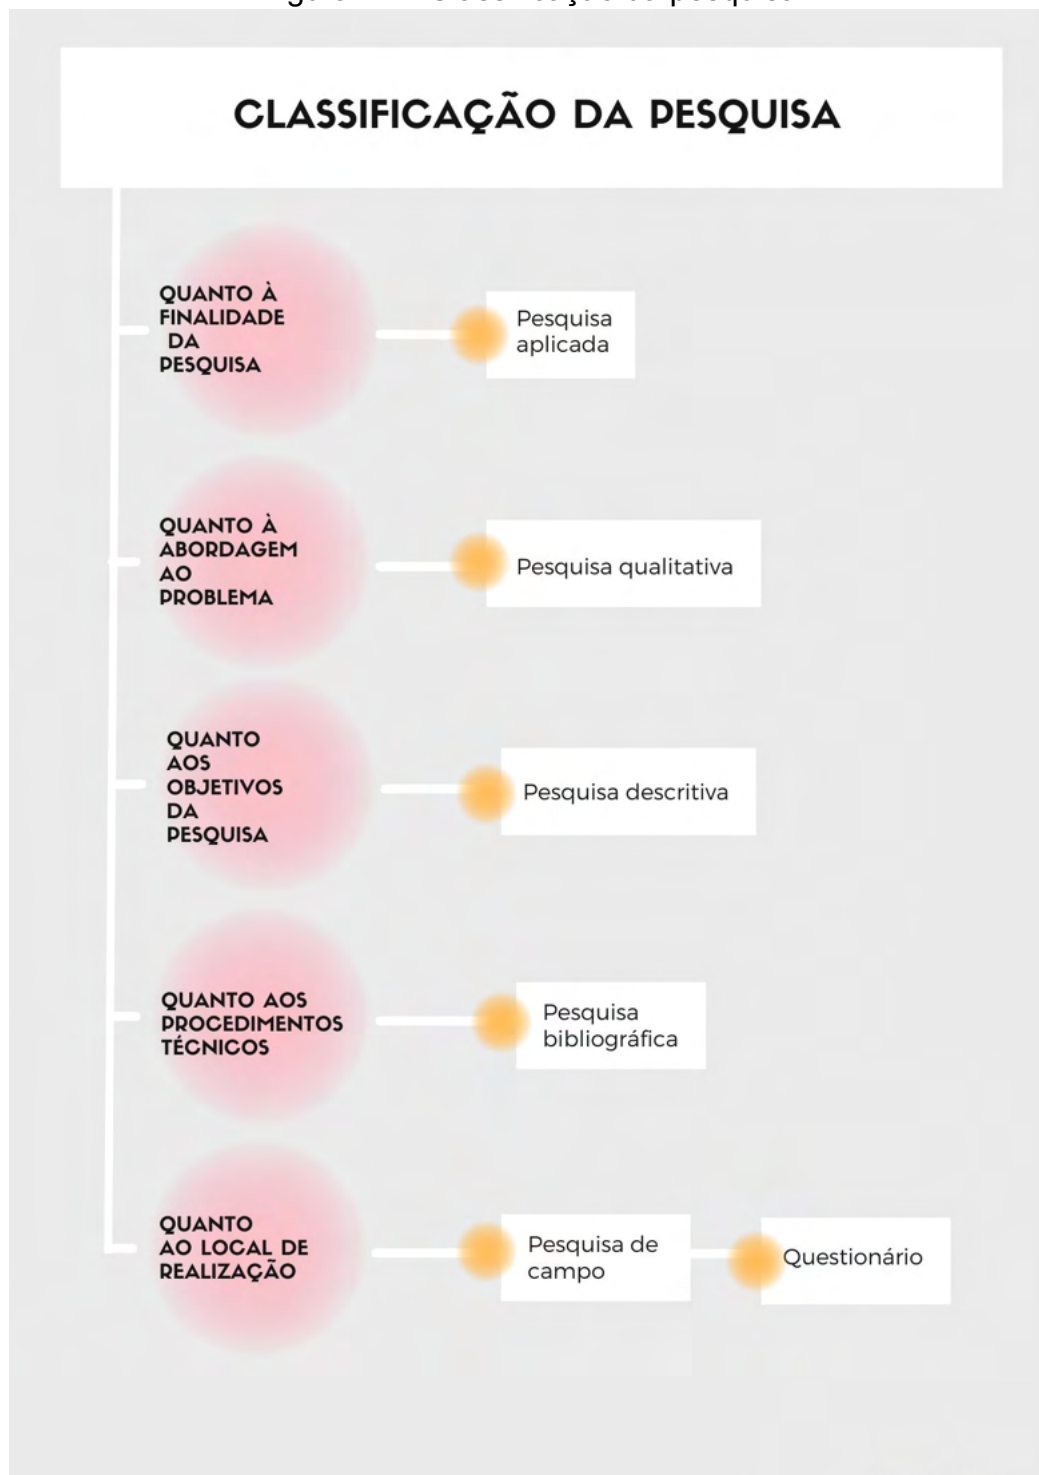 CLASSIFICAÇÃO DA PESQUISA
QUANTO À
FINALIDADE
DA
PESQUISA
Pesquisa
aplicada
QUANTO À
ABORDAGEM
AO
PROBLEMA
Pesquisa qualitativa
QUANTO
AOS
OBJETIVOS
DA
PESQUISA
Pesquisa descritiva
QUANTO AOS
PROCEDIMENTOS
TÉCNICOS
Pesquisa
bibliográfica
QUANTO
AO LOCAL DE
REALIZAÇÃO
Pesquisa de
campo
Questionário